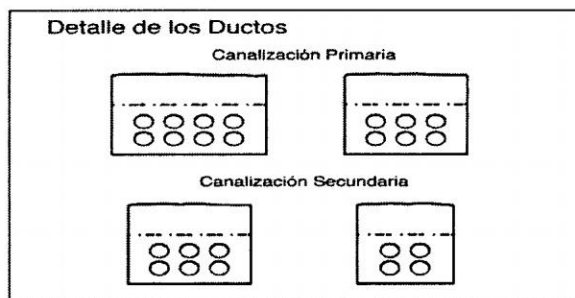 Detalle de los Ductos
Canalización Primaria
Canalización Secundaria